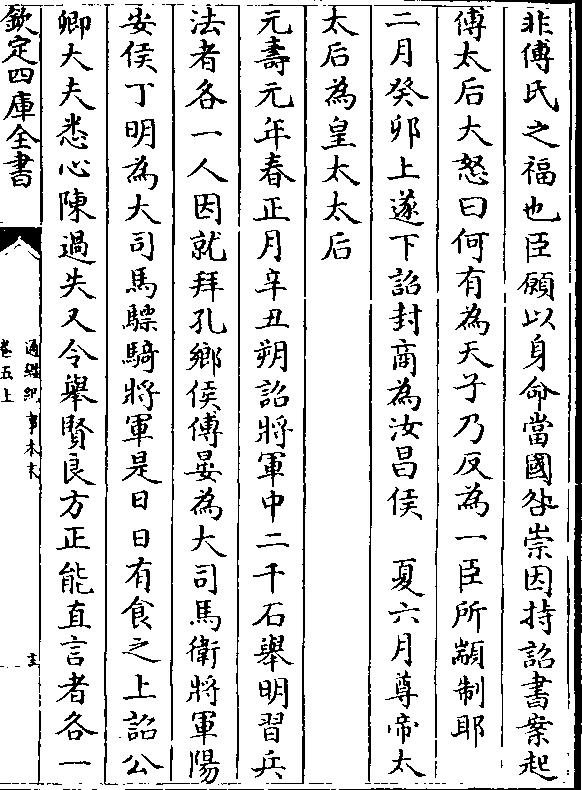 非傅氏之福也臣願以身命當國咎崇因持詔書案起
傅太后大怒曰何有為天子乃反為一臣所顓制耶
二月癸卯上遂下詔封商為汝昌侯　夏六月尊帝太
太后為皇太太后
元壽元年春正月辛丑朔詔將軍中二千石舉明習兵
法者各一人因就拜孔鄉侯傅晏為大司馬衛將軍陽
安侯丁明為大司馬驃騎將軍是日日有食之上詔公
卿大夫悉心陳過失又令舉賢良方正能直言者各一
欽定四庫全書
通鑑紀事本末
卷五上